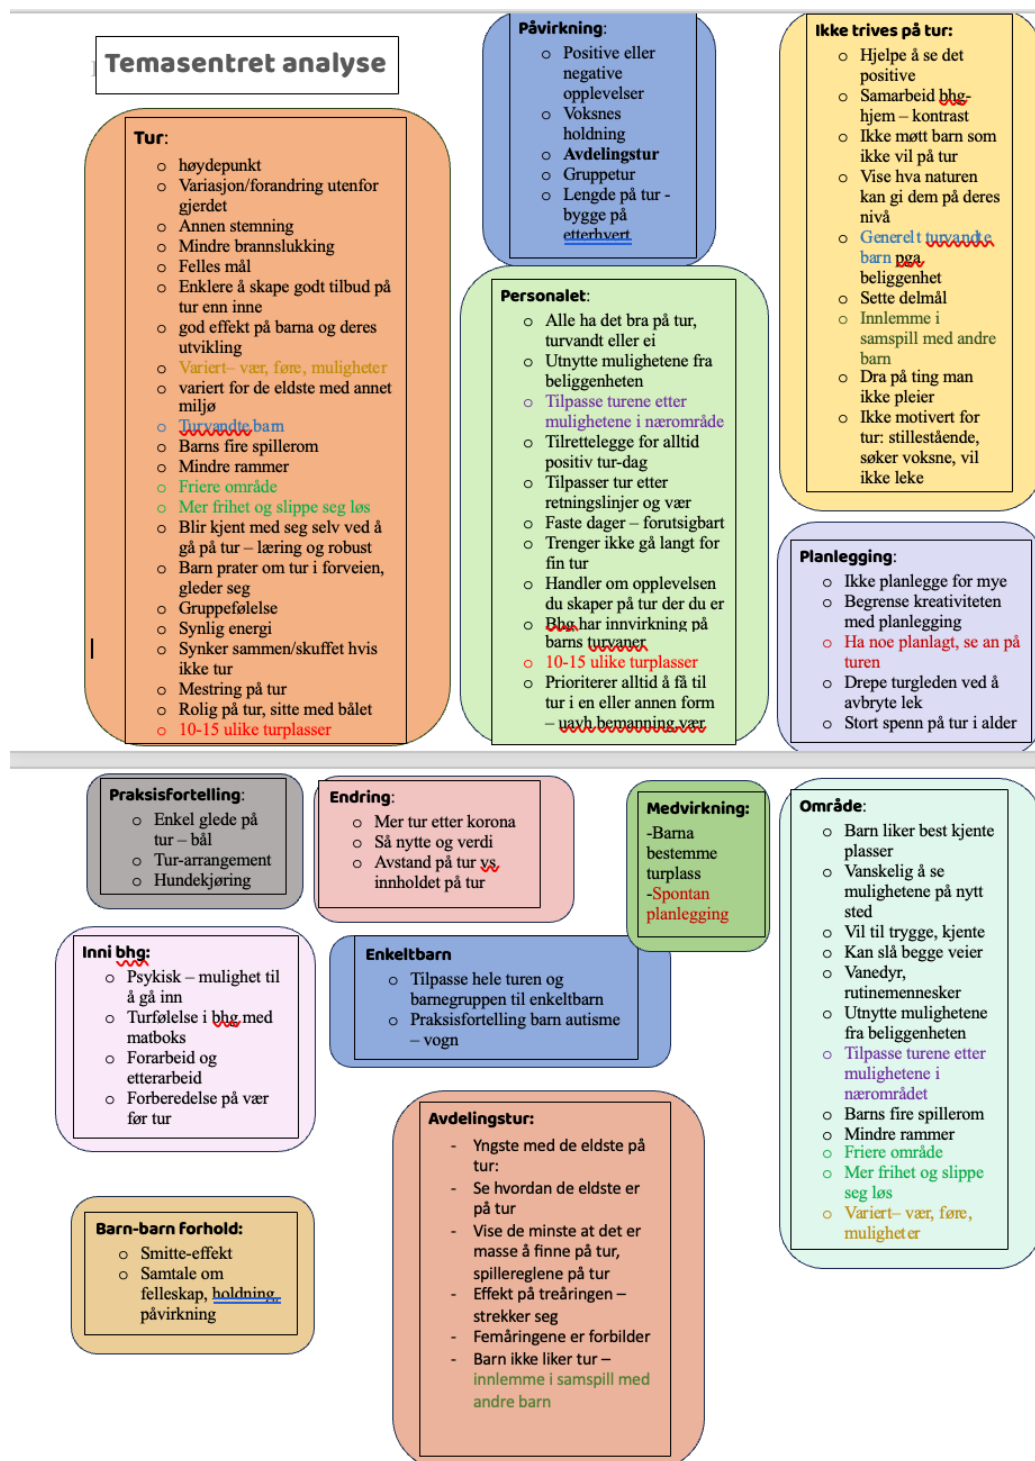 Temasentret analyse
Tur:
o høydepunkt
o Variasjon/forandring utenfor
gjerdet
o Annen stemning
o Mindre brannslukking
o Felles mål
o Enklere å skape godt tilbud på
tur enn inne
o god effekt på barna og deres
utvikling
o Variert– vær, føre, muligheter
o variert for de eldste med annet
miljø
o Turvandte barn
o Barns fire spillerom
o Mindre rammer
o Friere område
o Mer frihet og slippe seg løs
o Blir kjent med seg selv ved å
gå på tur – læring og robust
o Barn prater om tur i forveien,
gleder seg
o Gruppefølelse
o Synlig energi
o Synker sammen/skuffet hvis
ikke tur
o Mestring på tur
o Rolig på tur, sitte med bålet
o 10-15 ulike turplasser
Påvirkning:
o Positive eller
negative
opplevelser
o Voksnes
holdning
o Avdelingstur
o Gruppetur
o Lengde på tur -
bygge på
etterhvert
Personalet:
o Alle ha det bra på tur,
turvandt eller ei
o Utnytte mulighetene fra
beliggenheten
o Tilpasse turene etter
mulighetene i nærområde
o Tilrettelegge for alltid
positiv tur-dag
o Tilpasser tur etter
retningslinjer og vær
o Faste dager – forutsigbart
o Trenger ikke gå langt for
fin tur
o Handler om opplevelsen
du skaper på tur der du er
o Bhg har innvirkning på
barns turvaner
o 10-15 ulike turplasser
o Prioriterer alltid å få til
tur i en eller annen form
– uavh bemanning,vær
Ikke trives på tur:
o Hjelpe å se det
positive
o Samarbeid bhg-
hjem – kontrast
o Ikke møtt barn som
ikke vil på tur
o Vise hva naturen
kan gi dem på deres
nivå
o Generelt turvandte
barn pga
beliggenhet
o Sette delmål
o Innlemme i
samspill med andre
barn
o Dra på ting man
ikke pleier
o Ikke motivert for
tur: stillestående,
søker voksne, vil
ikke leke
Planlegging:
o Ikke planlegge for mye
o Begrense kreativiteten
med planlegging
o Ha noe planlagt, se an på
turen
o Drepe turgleden ved å
avbryte lek
o Stort spenn på tur i alder
Praksisfortelling:
o Enkel glede på
tur – bål
o Tur-arrangement
o Hundekjøring
Endring:
o Mer tur etter korona
o Så nytte og verdi
o Avstand på tur vs.
innholdet på tur
Medvirkning:
-Barna
bestemme
turplass
-Spontan
planlegging
Område:
o Barn liker best kjente
plasser
o Vanskelig å se
mulighetene på nytt
sted
o Vil til trygge, kjente
o Kan slå begge veier
o Vanedyr,
rutinemennesker
o Utnytte mulighetene
fra beliggenheten
o Tilpasse turene etter
mulighetene i
nærområdet
o Barns fire spillerom
o Mindre rammer
o Friere område
o Mer frihet og slippe
seg løs
o Variert– vær, føre,
muligheter
Inni bhg:
o Psykisk – mulighet til
å gå inn
o Turfølelse i bhg med
matboks
o Forarbeid og
etterarbeid
o Forberedelse på vær
før tur
Enkeltbarn
o Tilpasse hele turen og
barnegruppen til enkeltbarn
o Praksisfortelling barn autisme
– vogn
Avdelingstur:
- Yngste med de eldste på
tur:
- Se hvordan de eldste er
på tur
- Vise de minste at det er
masse å finne på tur,
spillereglene på tur
- Effekt på treåringen –
strekker seg
- Femåringene er forbilder
- Barn ikke liker tur –
innlemme i samspill med
andre barn
Barn-barn forhold:
o Smitte-effekt
o Samtale om
felleskap, holdning,
påvirkning